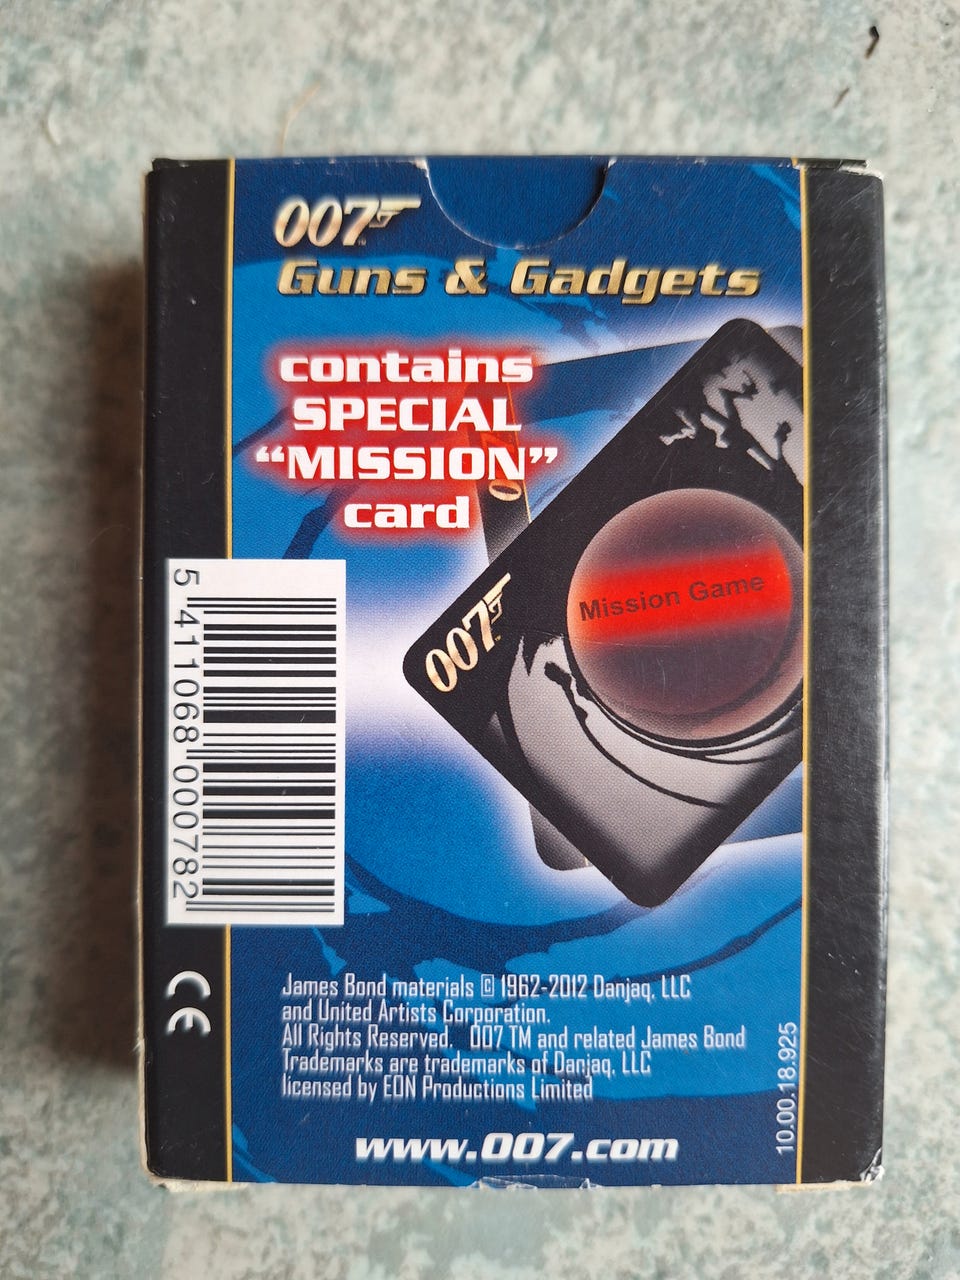 007 TM
Guns & Gadgets
contains
SPECIAL
“MISSION”
card
Mission Game
007 TM
5 411068 000782
CE
James Bond materials © 1962-2012 Danjaq, LLC
and United Artists Corporation.
All Rights Reserved. 007 TM and related James Bond
Trademarks are trademarks of Danjaq, LLC
licensed by EON Productions Limited
10.00.18.925
www.007.com